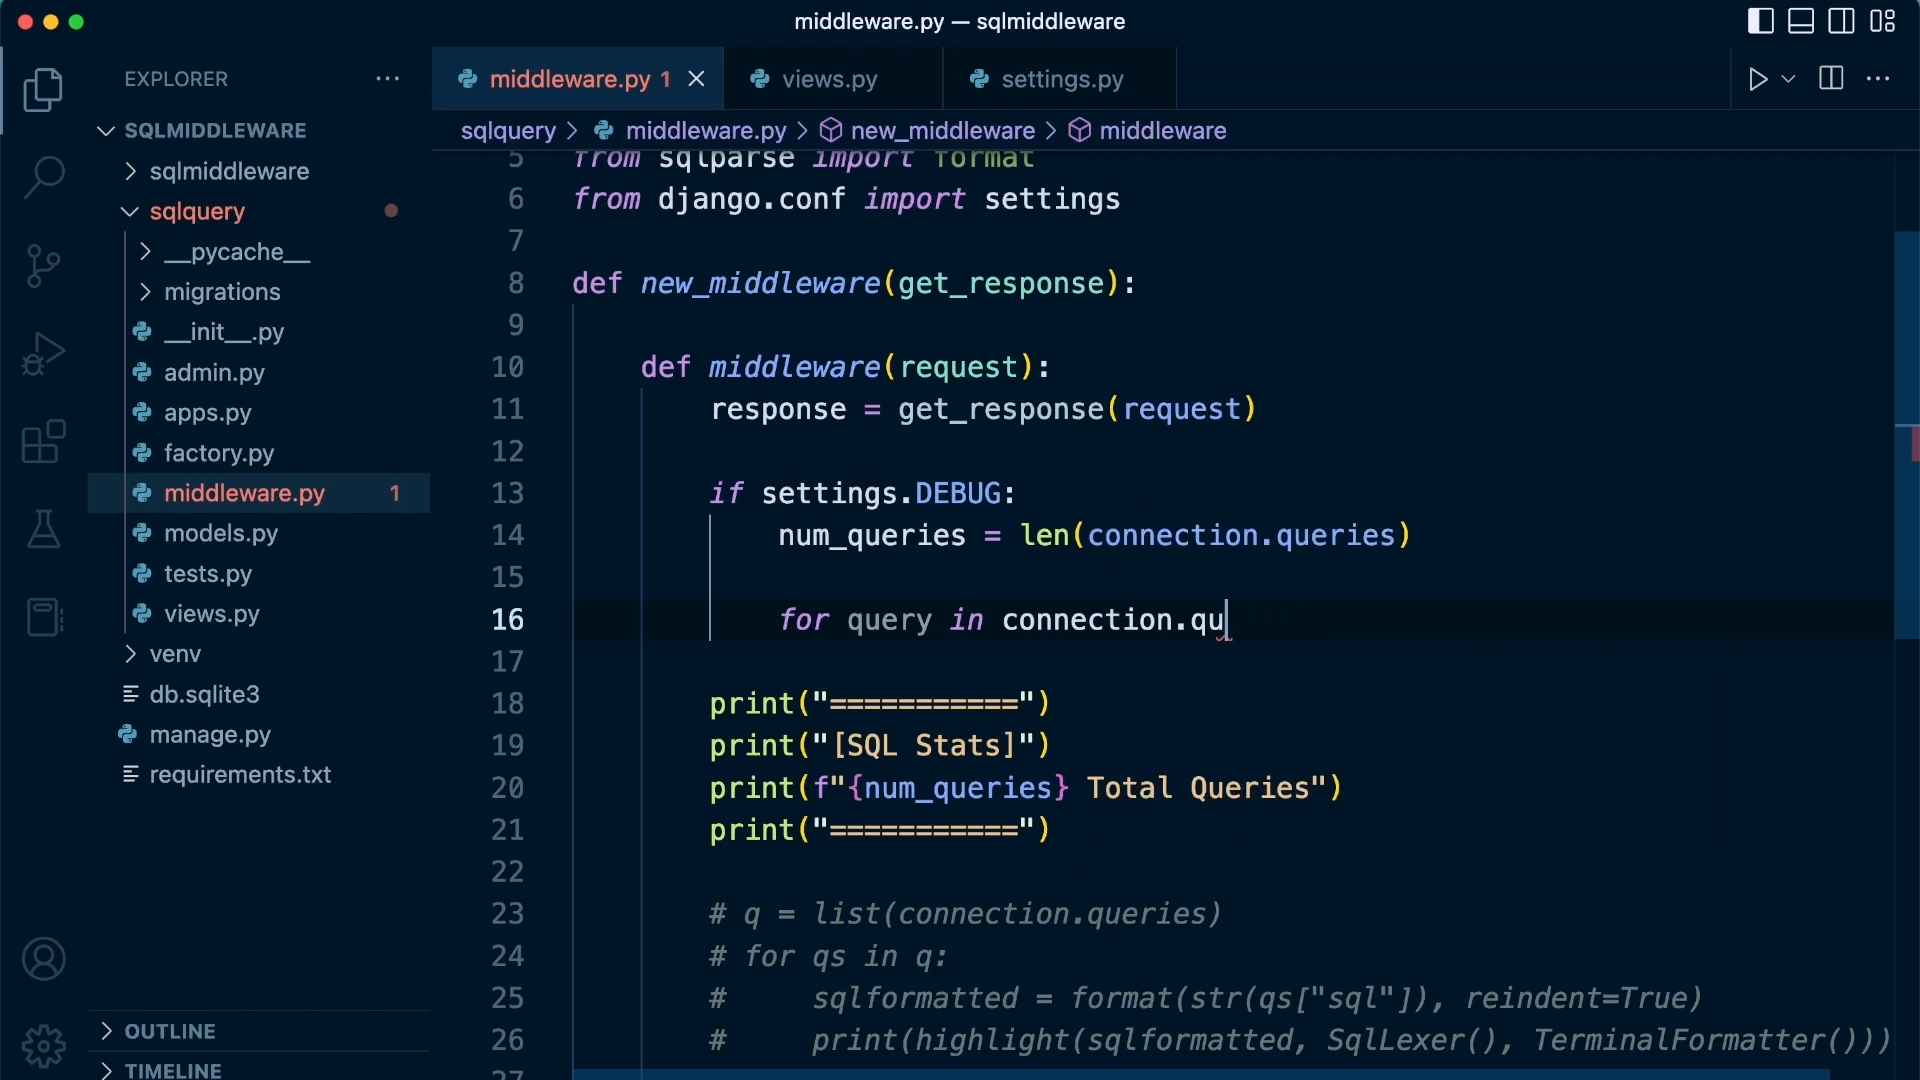 middleware.py — sqlmiddleware
EXPLORER
middleware.py 1
views.py
settings.py
sqlquery > middleware.py > new_middleware > middleware
SQLMIDDLEWARE
sqlmiddleware
sqlquery
__pycache__
migrations
__init__.py
admin.py
apps.py
factory.py
middleware.py 1
models.py
tests.py
views.py
venv
db.sqlite3
manage.py
requirements.txt
OUTLINE
TIMELINE
5 from sqlparse import format
6 from django.conf import settings
7
8 def new_middleware(get_response):
9
10     def middleware(request):
11         response = get_response(request)
12
13         if settings.DEBUG:
14             num_queries = len(connection.queries)
15
16             for query in connection.qu
17
18         print("===========")
19         print("[SQL Stats]")
20         print(f"{num_queries} Total Queries")
21         print("===========")
22
23         # q = list(connection.queries)
24         # for qs in q:
25         #     sqlformatted = format(str(qs["sql"]), reindent=True)
26         #     print(highlight(sqlformatted, SqlLexer(), TerminalFormatter()))
27